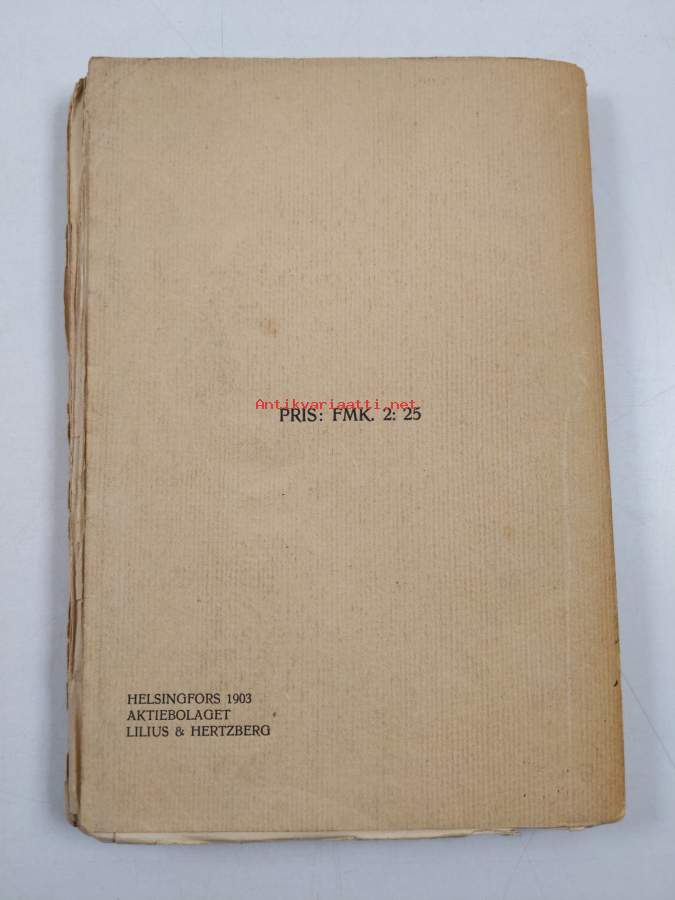 Antikvariaatti.net
PRIS: FMK. 2: 25
HELSINGFORS 1903
AKTIEBOLAGET
LILIUS & HERTZBERG